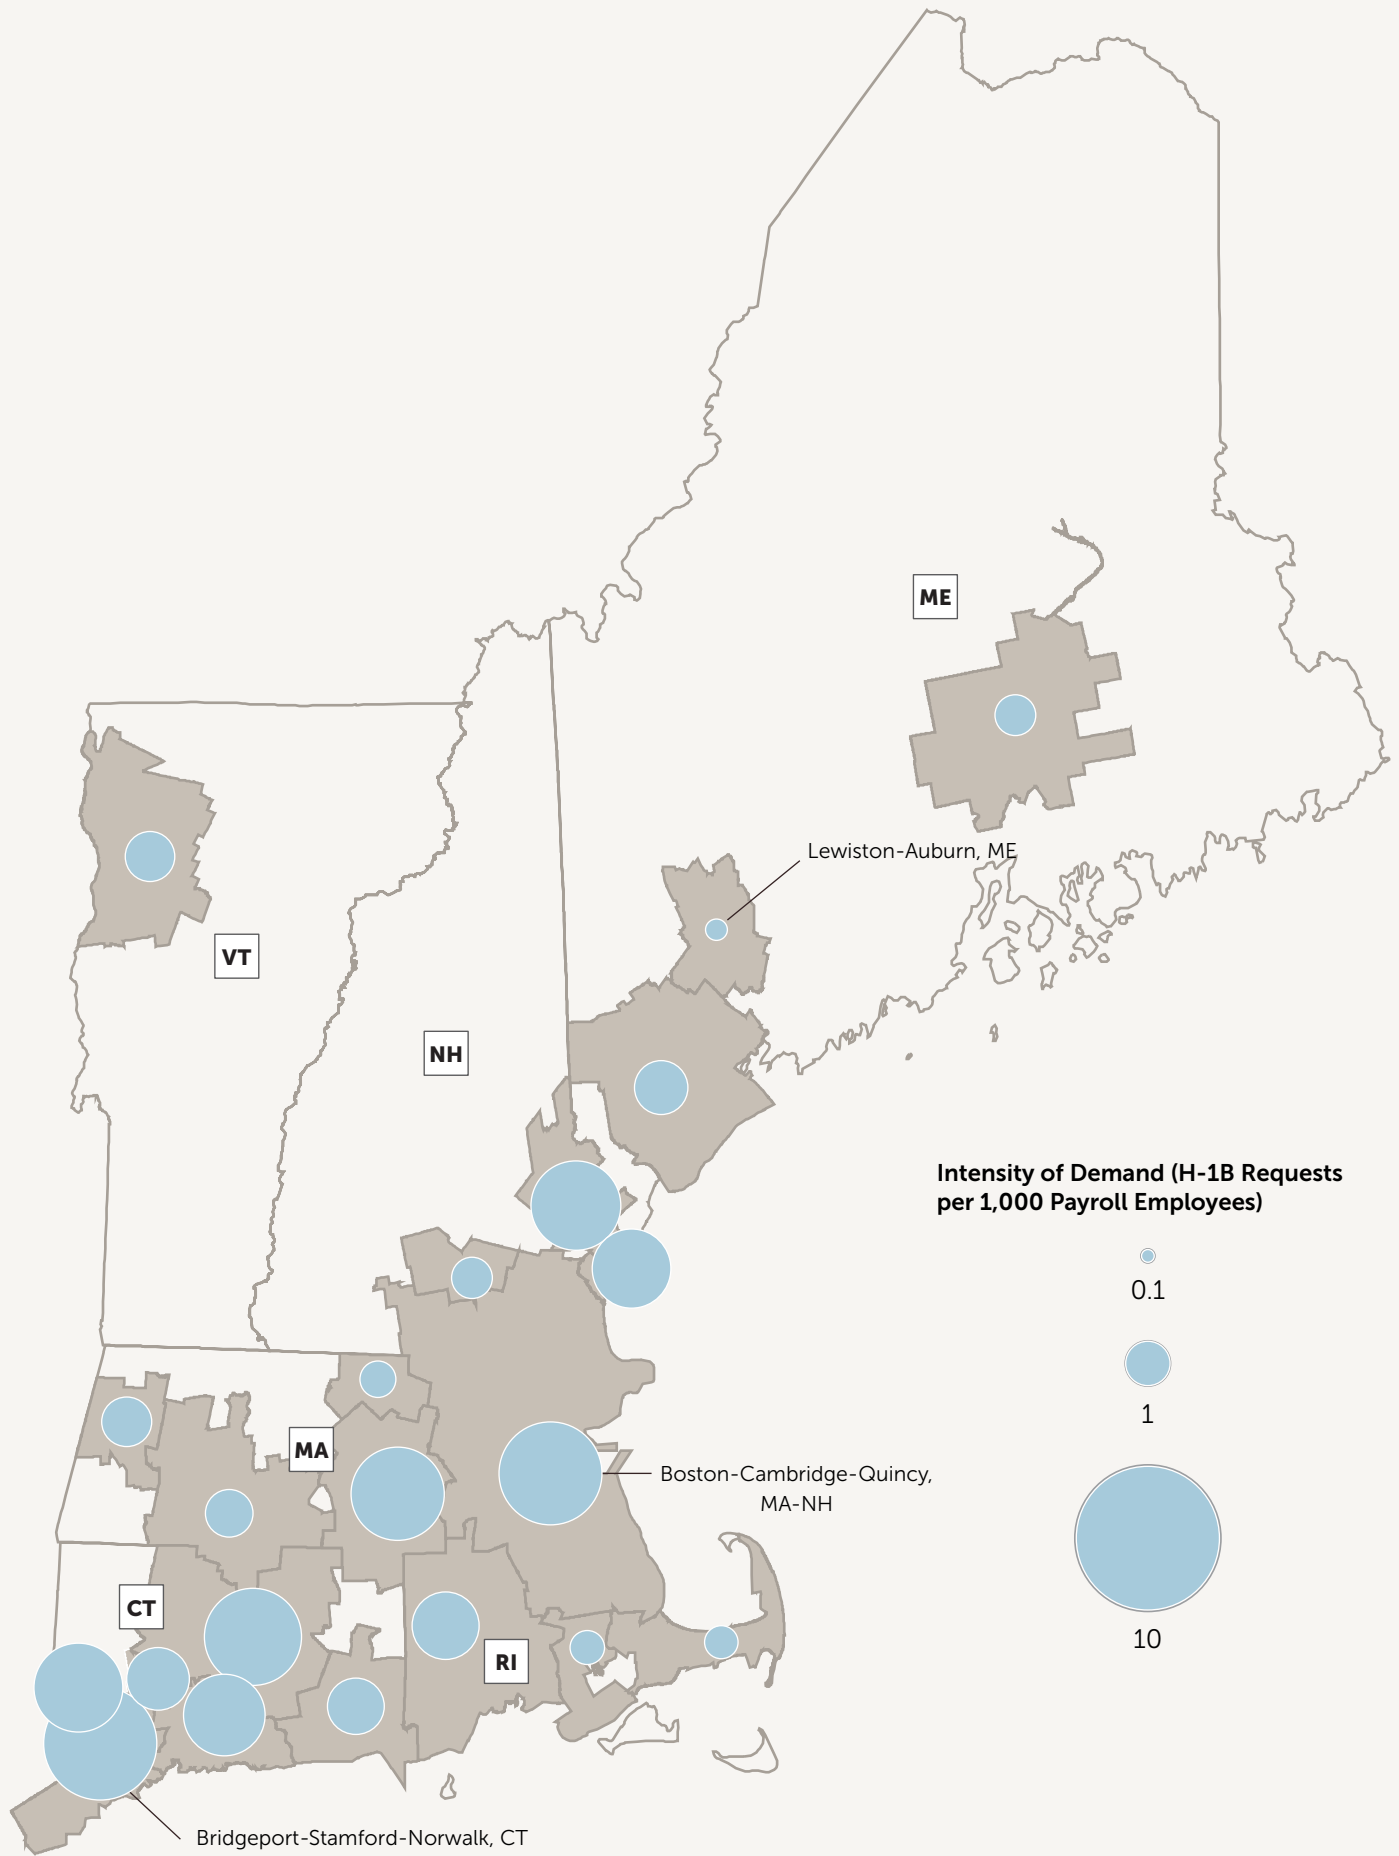 ME
Lewiston-Auburn, ME
VT
NH
Intensity of Demand (H-1B Requests
per 1,000 Payroll Employees)
0.1
1
MA
Boston-Cambridge-Quincy,
MA-NH
10
CT
RI
Bridgeport-Stamford-Norwalk, CT